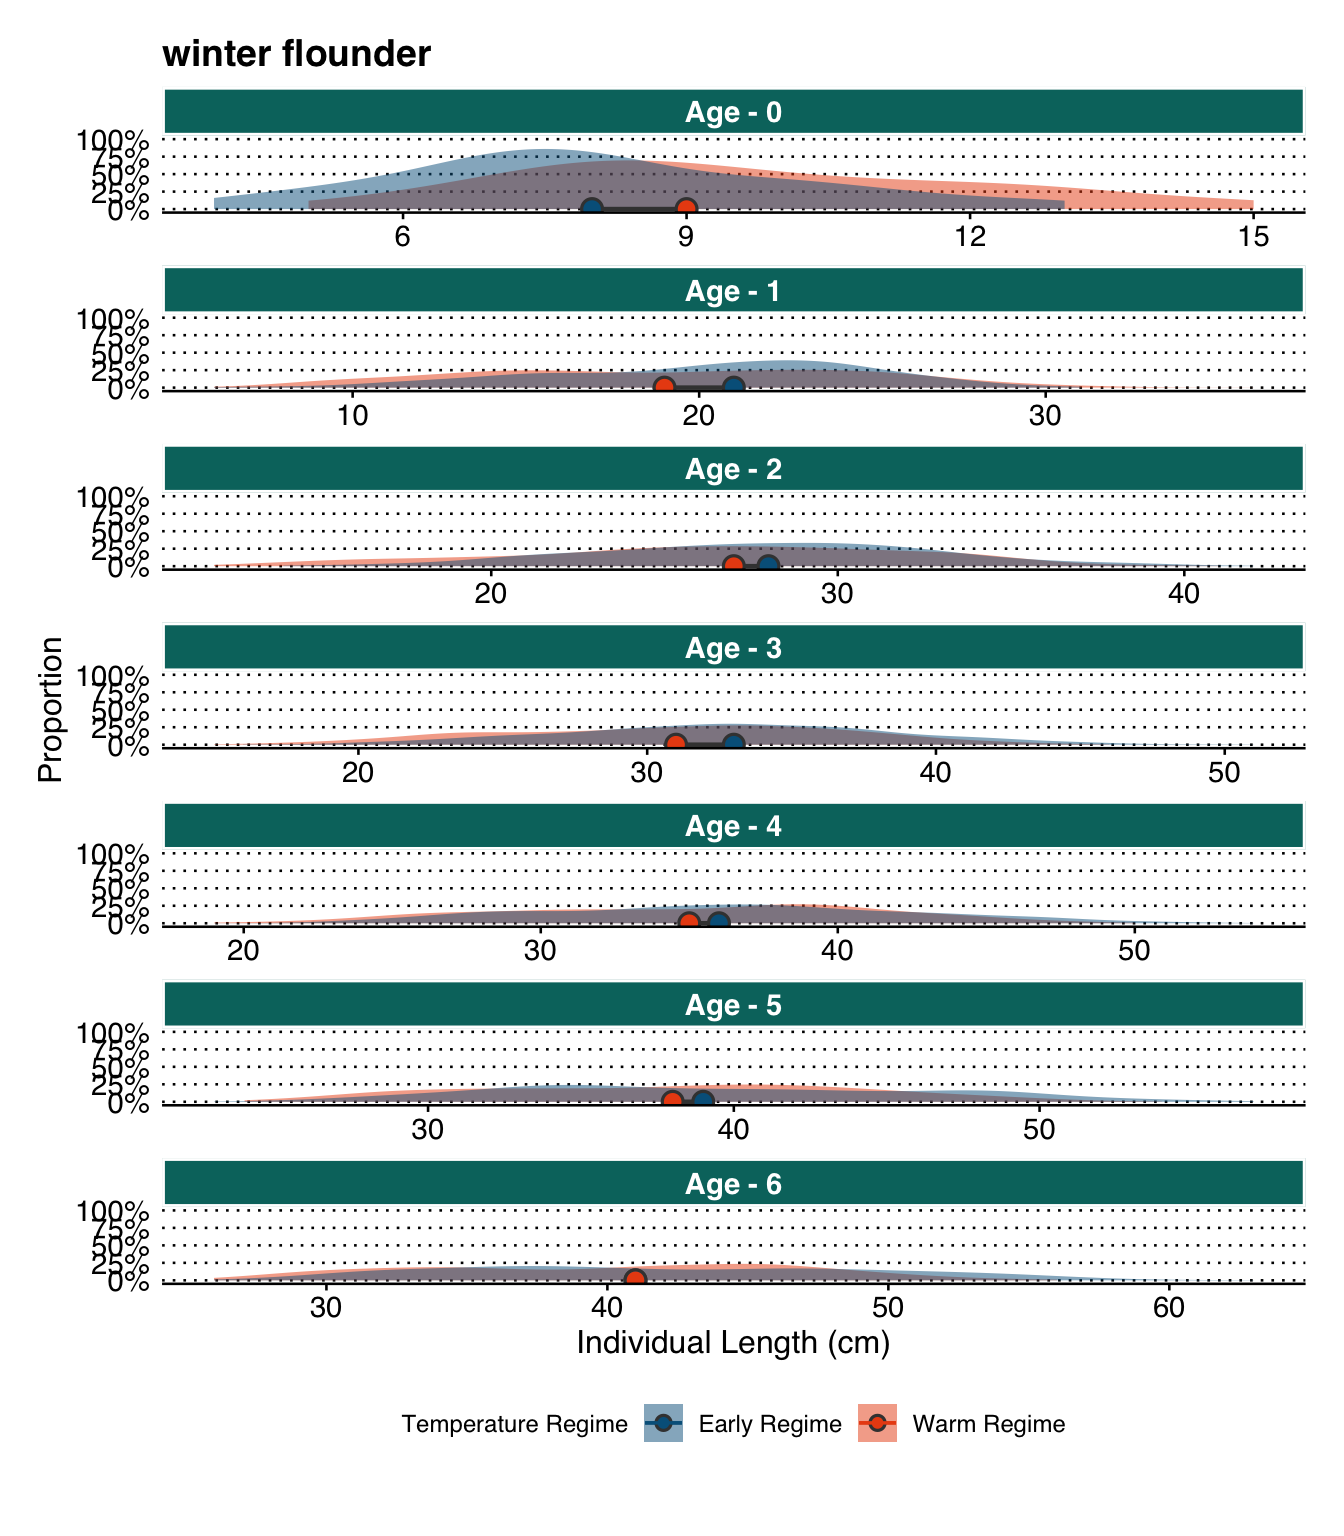 winter flounder
Age - 0
100%
75%
50%
25%
0%
6 9 12 15
Age - 1
100%
75%
50%
25%
0%
10 20 30
Age - 2
100%
75%
50%
25%
0%
20 30 40
Age - 3
100%
75%
50%
25%
0%
20 30 40 50
Proportion
Age - 4
100%
75%
50%
25%
0%
20 30 40 50
Age - 5
100%
75%
50%
25%
0%
30 40 50
Age - 6
100%
75%
50%
25%
0%
30 40 50 60
Individual Length (cm)
Temperature Regime Early Regime Warm Regime